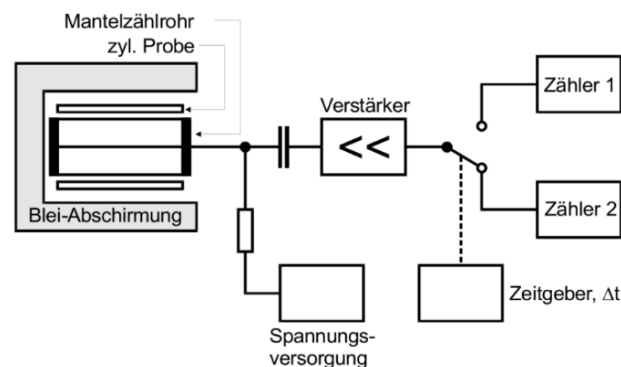 Mantelzählrohr
zyl. Probe
Verstärker
<<
Zähler 1
Zähler 2
Blei-Abschirmung
Zeitgeber, Δt
Spannungs-
versorgung